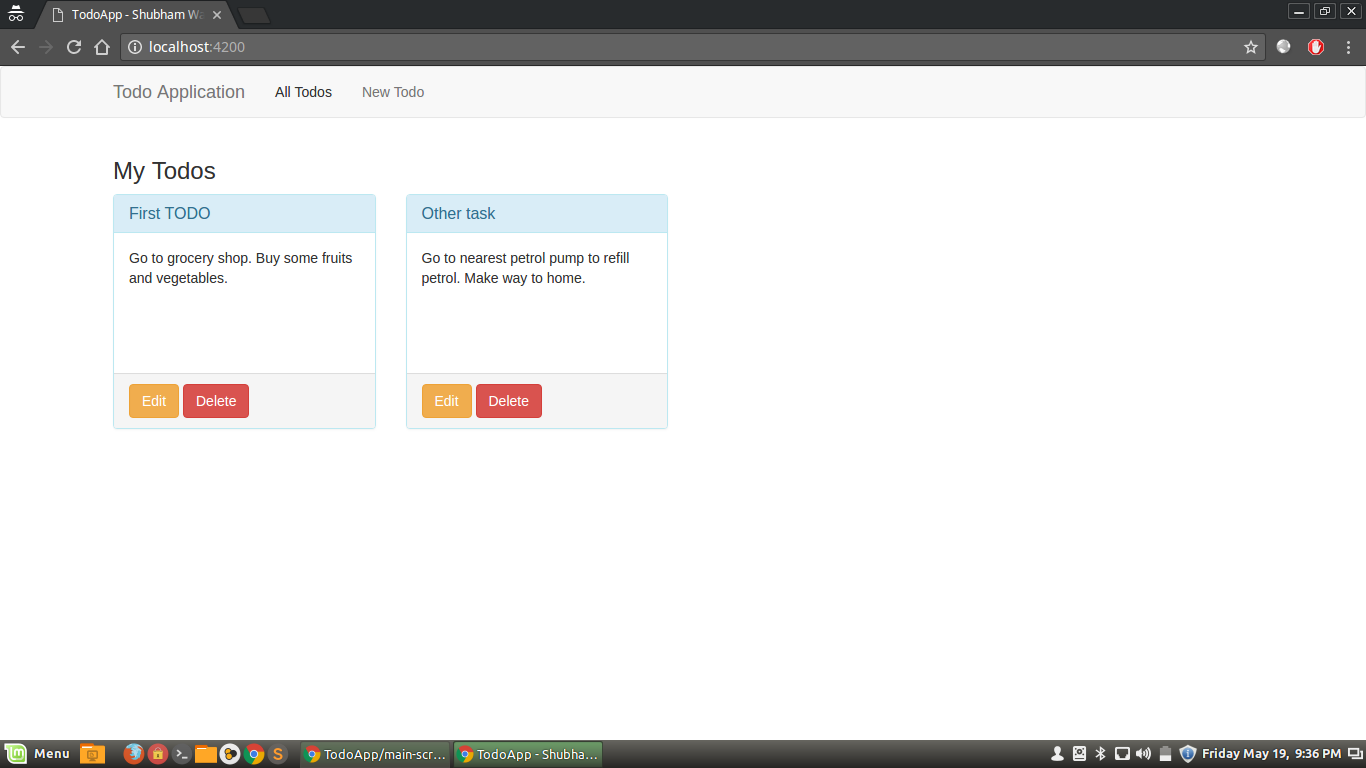 TodoApp - Shubham Wa
localhost:4200
Todo Application All Todos New Todo
My Todos
First TODO
Go to grocery shop. Buy some fruits
and vegetables.
Edit Delete
Other task
Go to nearest petrol pump to refill
petrol. Make way to home.
Edit Delete
Menu TodoApp/main-scr... TodoApp - Shubha... Friday May 19, 9:36 PM